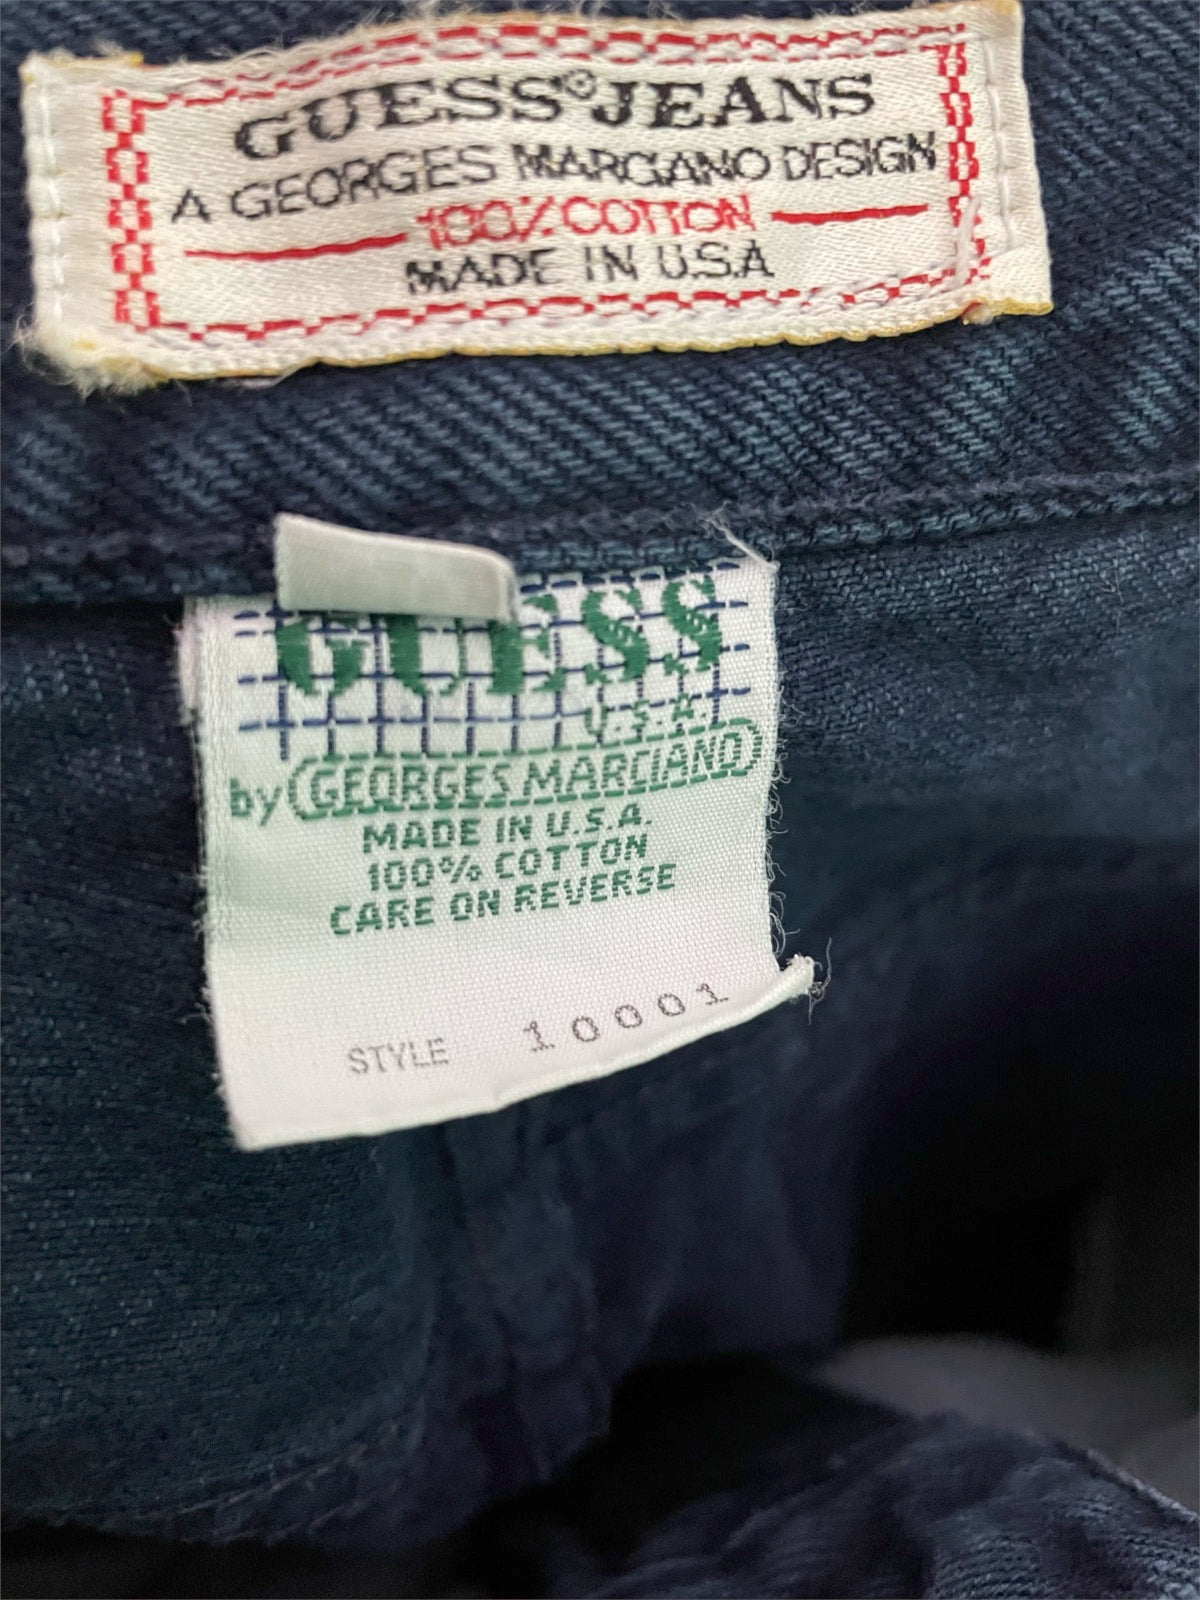 GUESS® JEANS
A GEORGES MARCIANO DESIGN
100% COTTON
MADE IN U.S.A
GUESS
U.S.A.
by GEORGES MARCIANO
MADE IN U.S.A.
100% COTTON
CARE ON REVERSE
STYLE 10001